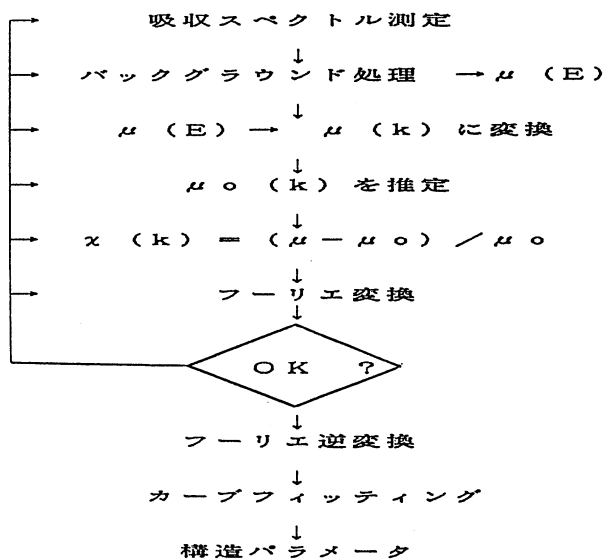 吸収スペクトル測定
↓
バックグラウンド処理 → μ (E)
↓
μ (E) → μ (k) に変換
↓
μo (k) を推定
↓
χ (k) = (μ-μo) /μo
↓
フーリエ変換
↓
OK ?
↓
フーリエ逆変換
↓
カーブフィッティング
↓
構造パラメータ